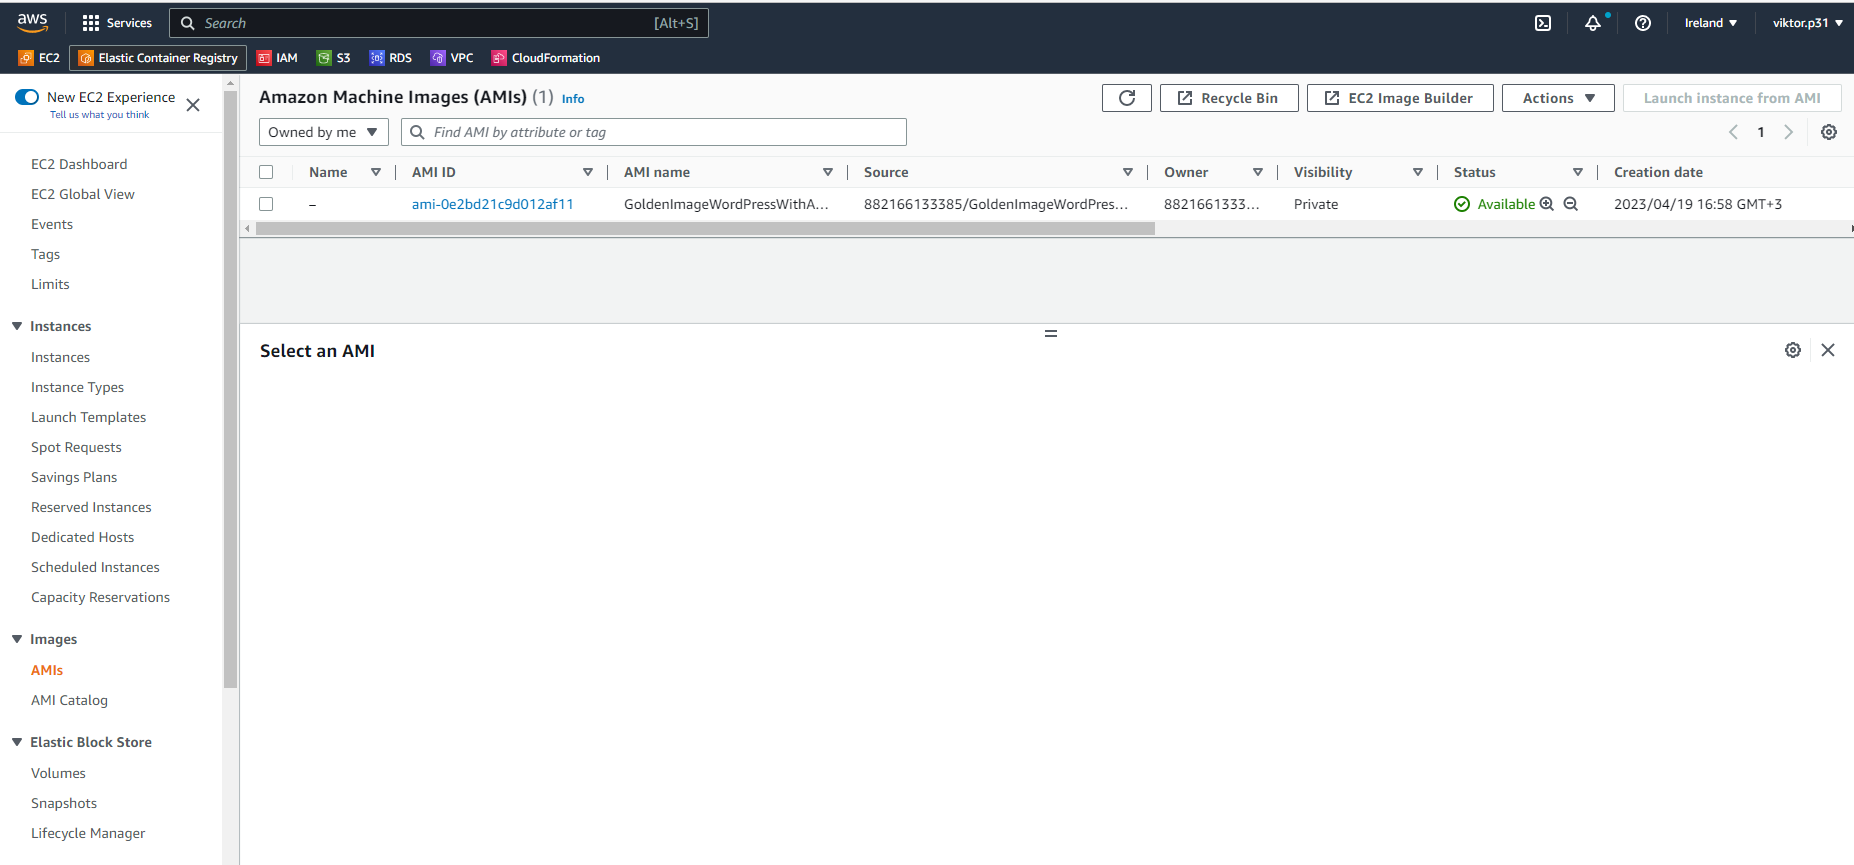 aws Services Search [Alt+S] Ireland viktor.p31
EC2 Elastic Container Registry IAM S3 RDS VPC CloudFormation
New EC2 Experience
Tell us what you think
EC2 Dashboard
EC2 Global View
Events
Tags
Limits
Instances
Instances
Instance Types
Launch Templates
Spot Requests
Savings Plans
Reserved Instances
Dedicated Hosts
Scheduled Instances
Capacity Reservations
Images
AMIs
AMI Catalog
Elastic Block Store
Volumes
Snapshots
Lifecycle Manager
Amazon Machine Images (AMIs) (1) Info Recycle Bin EC2 Image Builder Actions Launch instance from AMI
Owned by me Find AMI by attribute or tag 1
Name AMI ID AMI name Source Owner Visibility Status Creation date
– ami-0e2bd21c9d012af11 GoldenImageWordPressWithA... 882166133385/GoldenImageWordPres... 8821661333... Private Available 2023/04/19 16:58 GMT+3
Select an AMI